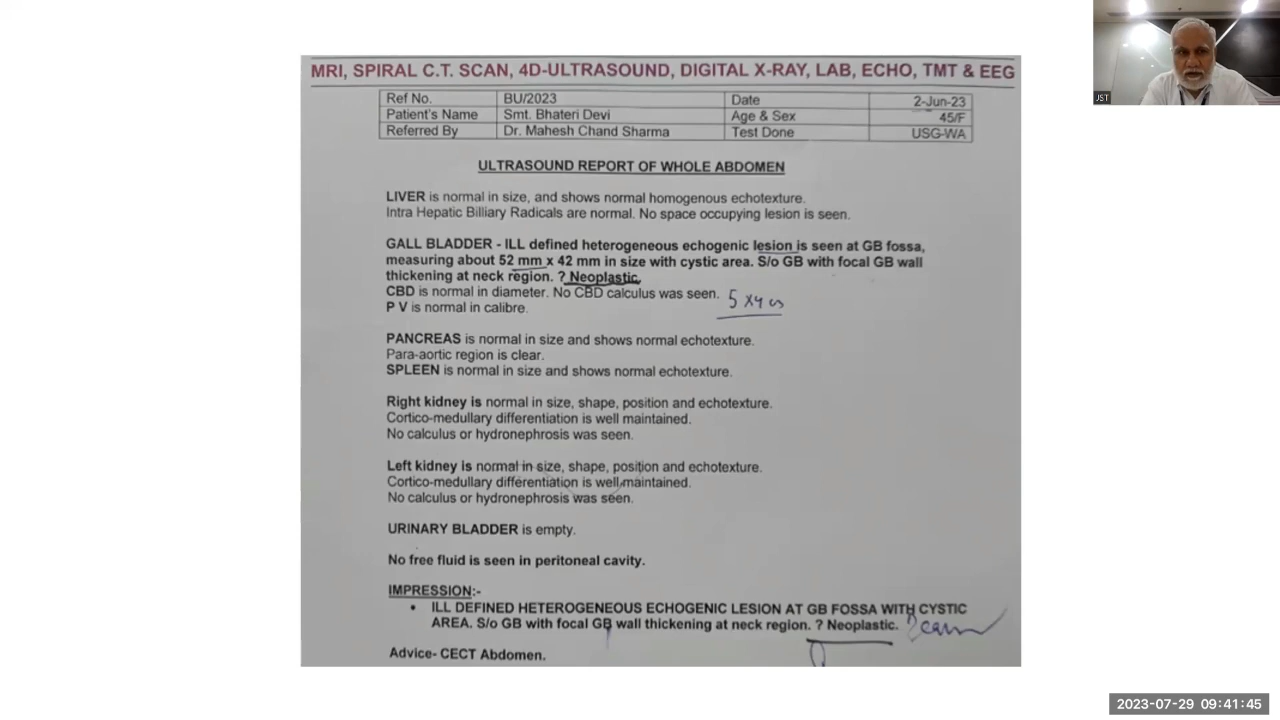 MRI, SPIRAL C.T. SCAN, 4D-ULTRASOUND, DIGITAL X-RAY, LAB, ECHO, TMT & EEG
Ref No. BU/2023 Date 2-Jun-23
Patient's Name Smt. Bhateri Devi Age & Sex 45/F
Referred By Dr. Mahesh Chand Sharma Test Done USG-WA
ULTRASOUND REPORT OF WHOLE ABDOMEN
LIVER is normal in size, and shows normal homogenous echotexture.
Intra Hepatic Billiary Radicals are normal. No space occupying lesion is seen.
GALL BLADDER - ILL defined heterogeneous echogenic lesion is seen at GB fossa,
measuring about 52 mm x 42 mm in size with cystic area. S/o GB with focal GB wall
thickening at neck region. ? Neoplastic.
CBD is normal in diameter. No CBD calculus was seen.
5 x 4 cm
P V is normal in calibre.
PANCREAS is normal in size and shows normal echotexture.
Para-aortic region is clear.
SPLEEN is normal in size and shows normal echotexture.
Right kidney is normal in size, shape, position and echotexture.
Cortico-medullary differentiation is well maintained.
No calculus or hydronephrosis was seen.
Left kidney is normal in size, shape, position and echotexture.
Cortico-medullary differentiation is well maintained.
No calculus or hydronephrosis was seen.
URINARY BLADDER is empty.
No free fluid is seen in peritoneal cavity.
IMPRESSION:-
• ILL DEFINED HETEROGENEOUS ECHOGENIC LESION AT GB FOSSA WITH CYSTIC
AREA. S/o GB with focal GB wall thickening at neck region. ? Neoplastic.
Advice- CECT Abdomen.
JST
2023-07-29 09:41:45